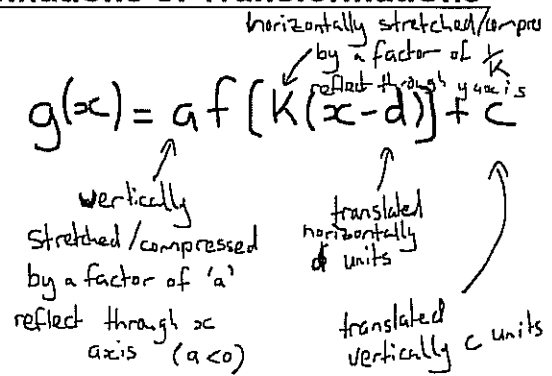 horizontally stretched/compre
by a factor of 1/K
reflect through y axis
g(x) = a f [K(x-d)] + c
vertically
stretched/compressed
by a factor of 'a'
reflect through x
axis (a<0)
translated
horizontally
d units
translated
vertically c units